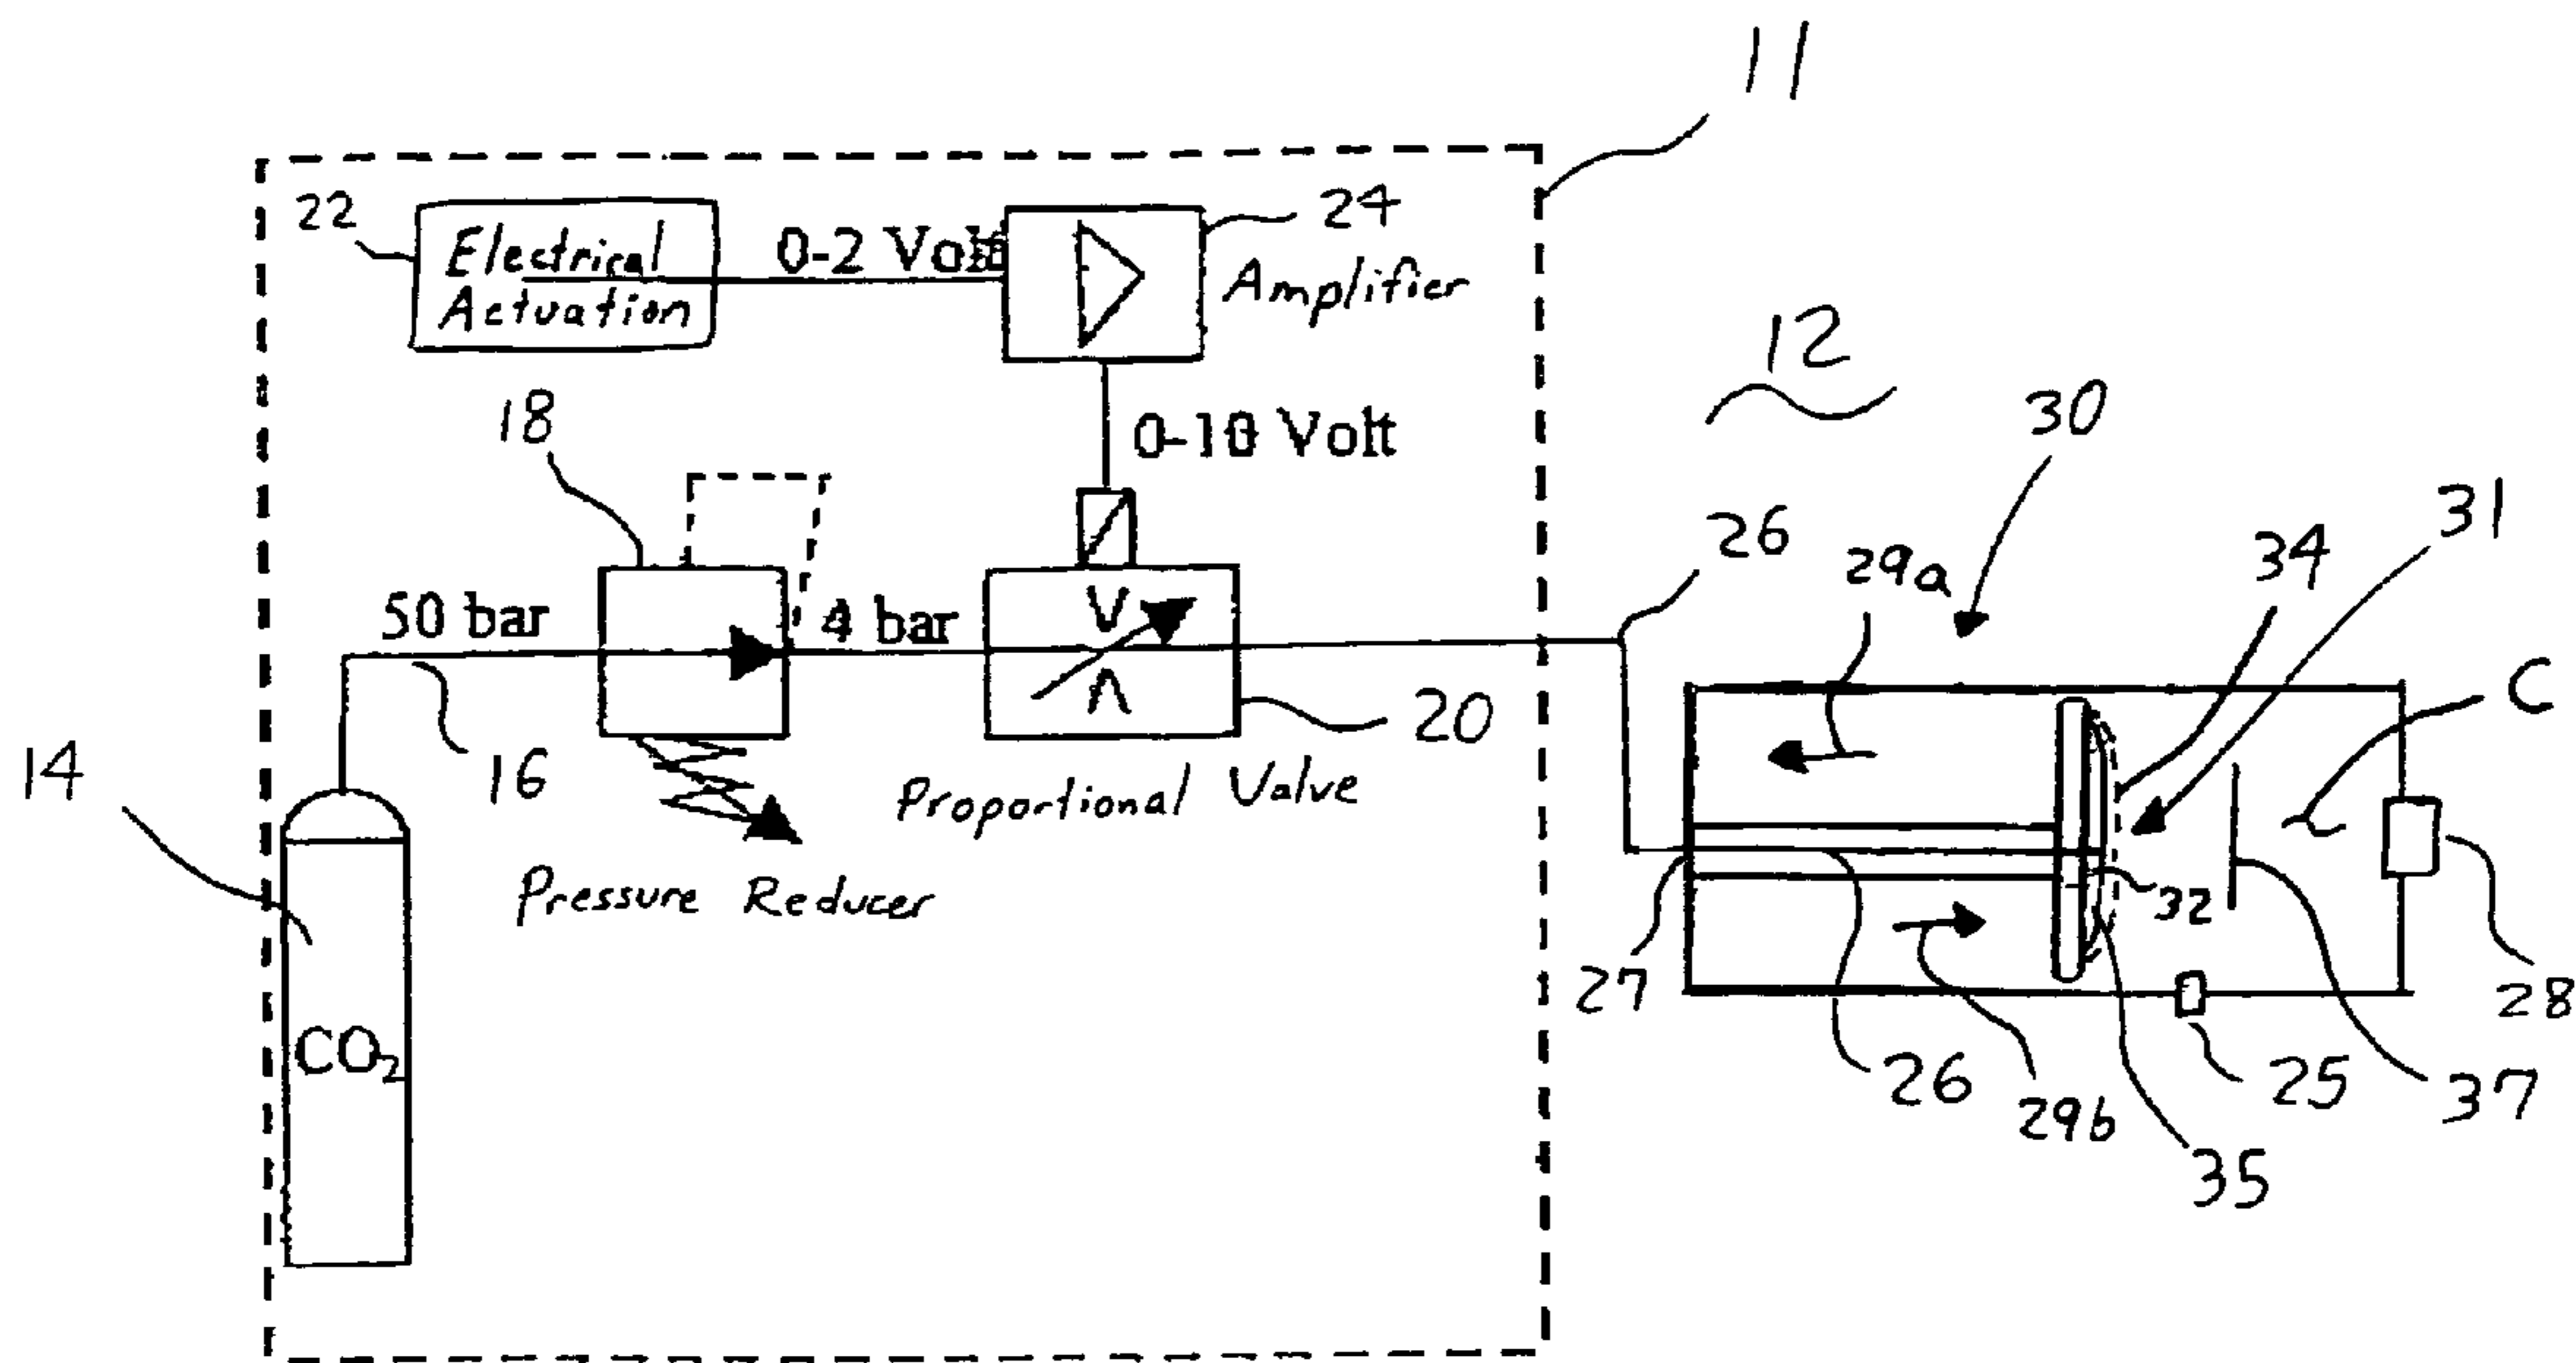 11
22
Electrical
Actuation
0-2 Volt
24
Amplifier
12
18
0-10 Volt
30
31
26
29a
34
50 bar
4 bar
C
20
14
16
Proportional Valve
32
Pressure Reducer
27
28
CO2
26
25
37
29b
35